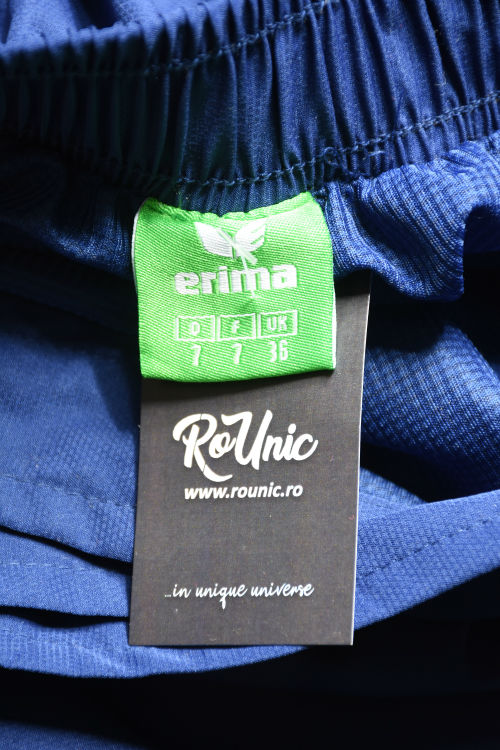 erima
D F UK
7 7 36
RoUnic
www.rounic.ro
...in unique universe